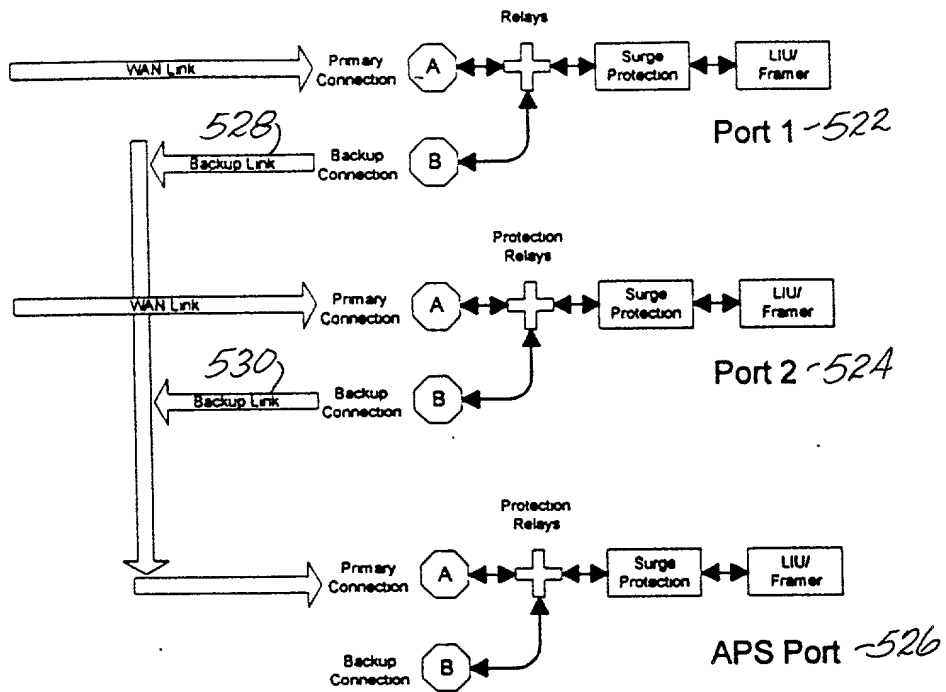 Relays
WAN Link
Primary
Connection
A
Surge
Protection
LIU/
Framer
Port 1 -522
528
Backup Link
Backup
Connection
B
Protection
Relays
WAN Link
Primary
Connection
A
Surge
Protection
LIU/
Framer
Port 2 -524
530
Backup Link
Backup
Connection
B
Protection
Relays
Primary
Connection
A
Surge
Protection
LIU/
Framer
APS Port -526
Backup
Connection
B